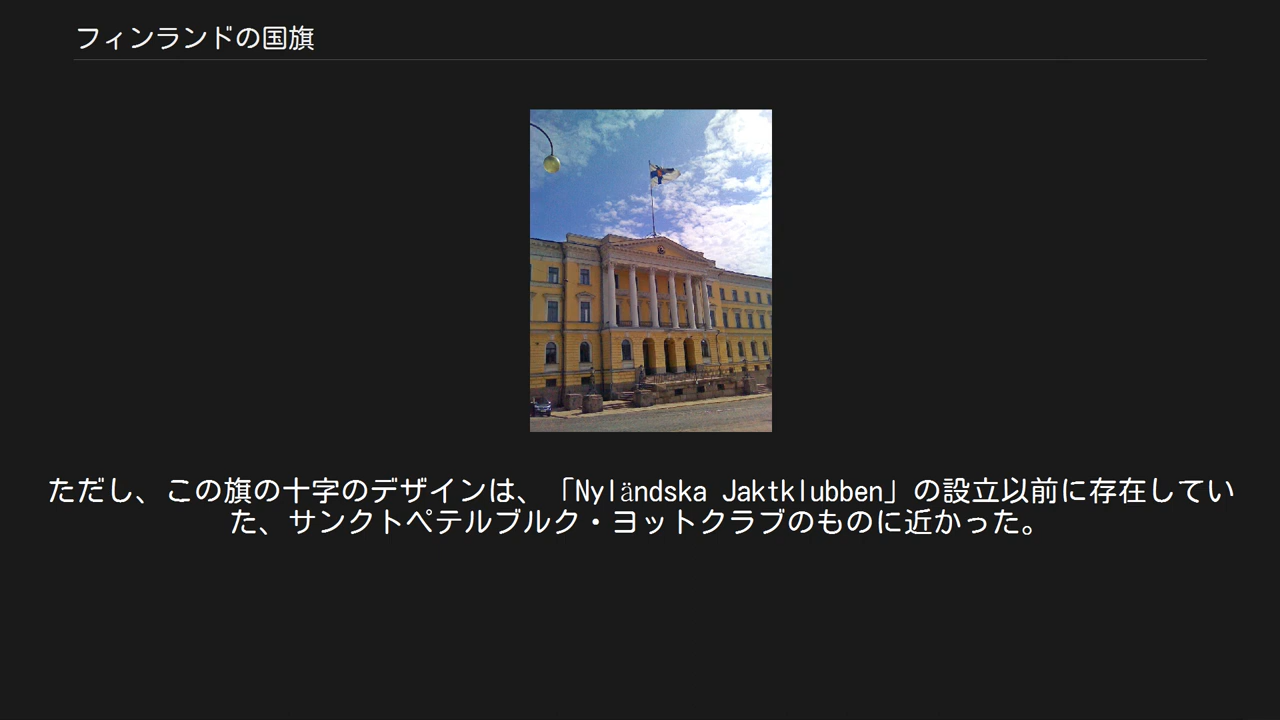 フィンランドの国旗
ただし、この旗の十字のデザインは、「Nyländska Jaktklubben」の設立以前に存在してい
た、サンクトペテルブルク・ヨットクラブのものに近かった。